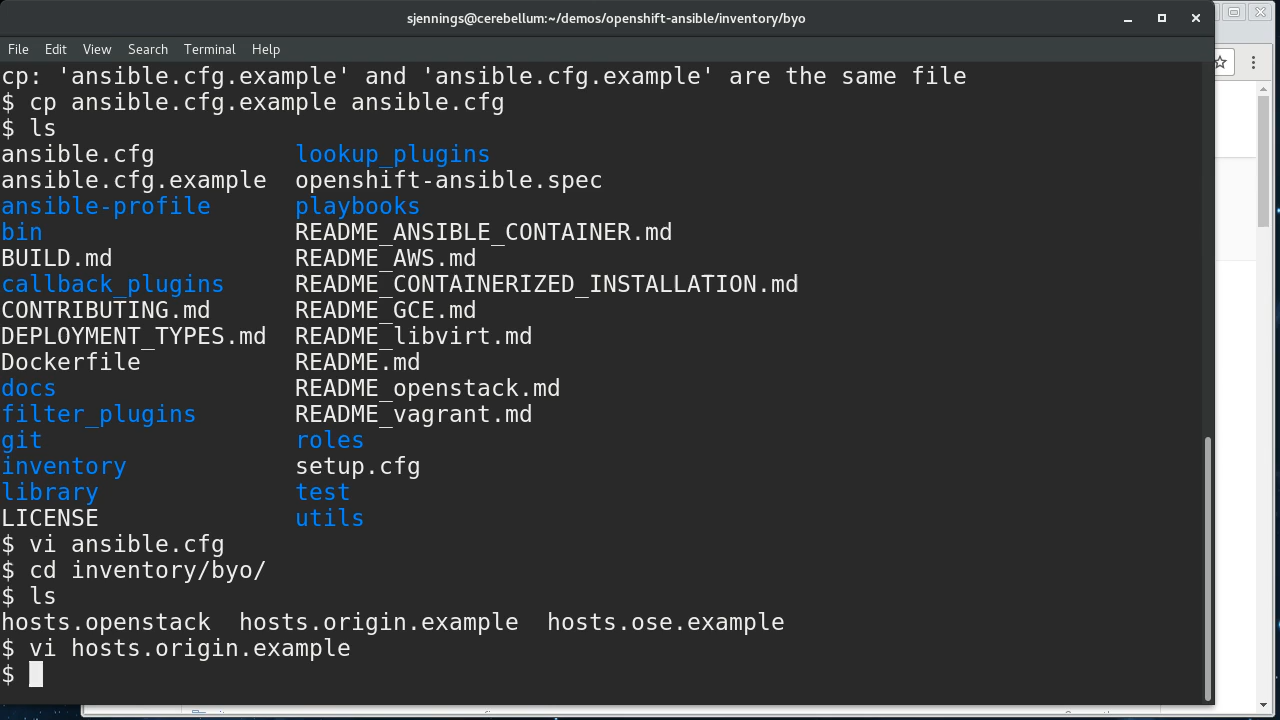 sjennings@cerebellum:~/demos/openshift-ansible/inventory/byo
File Edit View Search Terminal Help
cp: 'ansible.cfg.example' and 'ansible.cfg.example' are the same file
$ cp ansible.cfg.example ansible.cfg
$ ls
ansible.cfg lookup_plugins
ansible.cfg.example openshift-ansible.spec
ansible-profile playbooks
bin README_ANSIBLE_CONTAINER.md
BUILD.md README_AWS.md
callback_plugins README_CONTAINERIZED_INSTALLATION.md
CONTRIBUTING.md README_GCE.md
DEPLOYMENT_TYPES.md README_libvirt.md
Dockerfile README.md
docs README_openstack.md
filter_plugins README_vagrant.md
git roles
inventory setup.cfg
library test
LICENSE utils
$ vi ansible.cfg
$ cd inventory/byo/
$ ls
hosts.openstack hosts.origin.example hosts.ose.example
$ vi hosts.origin.example
$